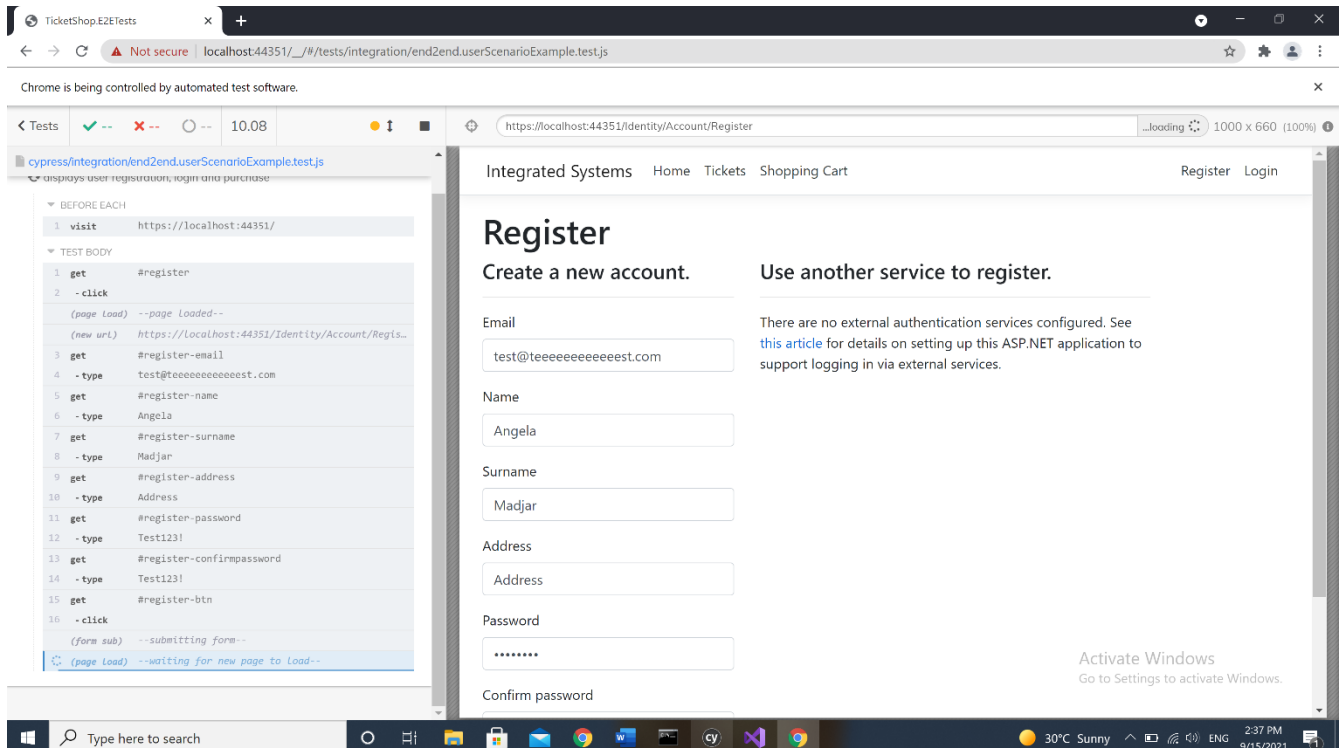 TicketShop.E2ETests
Not secure | localhost:44351/__/#/tests/integration/end2end.userScenarioExample.test.js
Chrome is being controlled by automated test software.
Tests -- -- -- 10.08
https://localhost:44351/Identity/Account/Register
...loading 1000 x 660 (100%)
cypress/integration/end2end.userScenarioExample.test.js
displays user registration, login and purchase
BEFORE EACH
1 visit https://localhost:44351/
TEST BODY
1 get #register
2 - click
(page load) --page loaded--
(new url) https://localhost:44351/Identity/Account/Regis...
3 get #register-email
4 - type test@teeeeeeeeeeeest.com
5 get #register-name
6 - type Angela
7 get #register-surname
8 - type Madjar
9 get #register-address
10 - type Address
11 get #register-password
12 - type Test123!
13 get #register-confirmpassword
14 - type Test123!
15 get #register-btn
16 - click
(form sub) --submitting form--
(page load) --waiting for new page to load--
Integrated Systems Home Tickets Shopping Cart Register Login
Register
Create a new account.
Email
test@teeeeeeeeeeeest.com
Name
Angela
Surname
Madjar
Address
Address
Password
Confirm password
Use another service to register.
There are no external authentication services configured. See
this article for details on setting up this ASP.NET application to
support logging in via external services.
Activate Windows
Go to Settings to activate Windows.
Type here to search
cy
30°C Sunny ENG 2:37 PM
9/15/2021